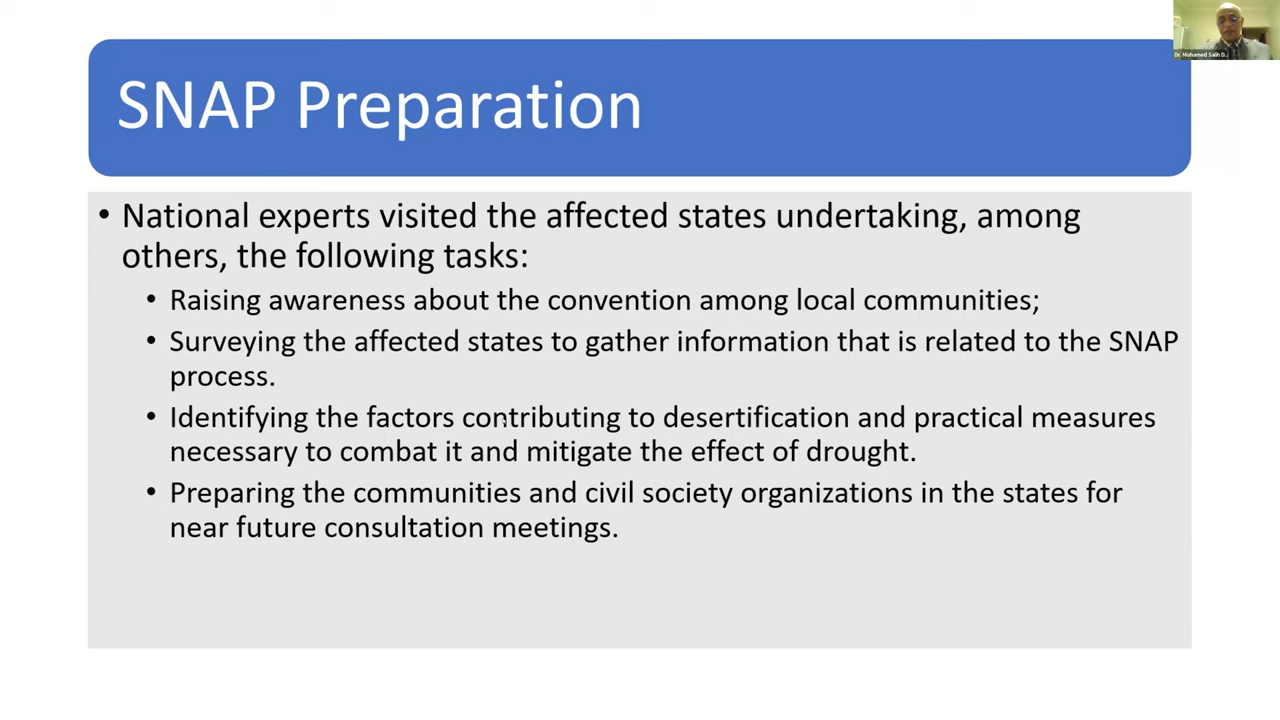 SNAP Preparation
• National experts visited the affected states undertaking, among
others, the following tasks:
• Raising awareness about the convention among local communities;
• Surveying the affected states to gather information that is related to the SNAP
process.
• Identifying the factors contributing to desertification and practical measures
necessary to combat it and mitigate the effect of drought.
• Preparing the communities and civil society organizations in the states for
near future consultation meetings.
Dr. Mohamed Salih D...